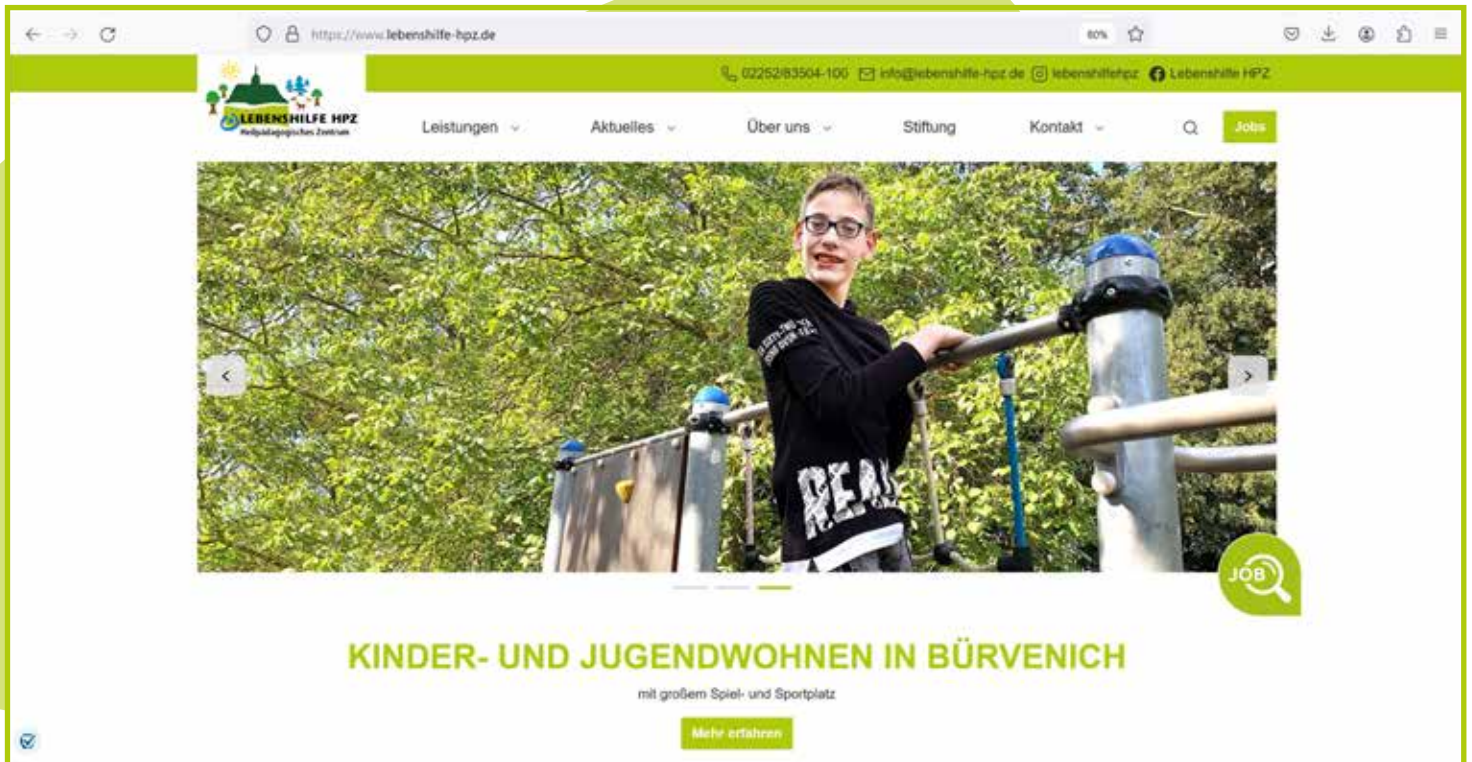 https://www.lebenshilfe-hpz.de
80%
02252/83504-100 info@lebenshilfe-hpz.de lebenshilfehpz Lebenshilfe HPZ
LEBENSHILFE HPZ
Heilpädagogisches Zentrum
Leistungen Aktuelles Über uns Stiftung Kontakt Jobs
REAL
JOB
KINDER- UND JUGENDWOHNEN IN BÜRVENICH
mit großem Spiel- und Sportplatz
Mehr erfahren